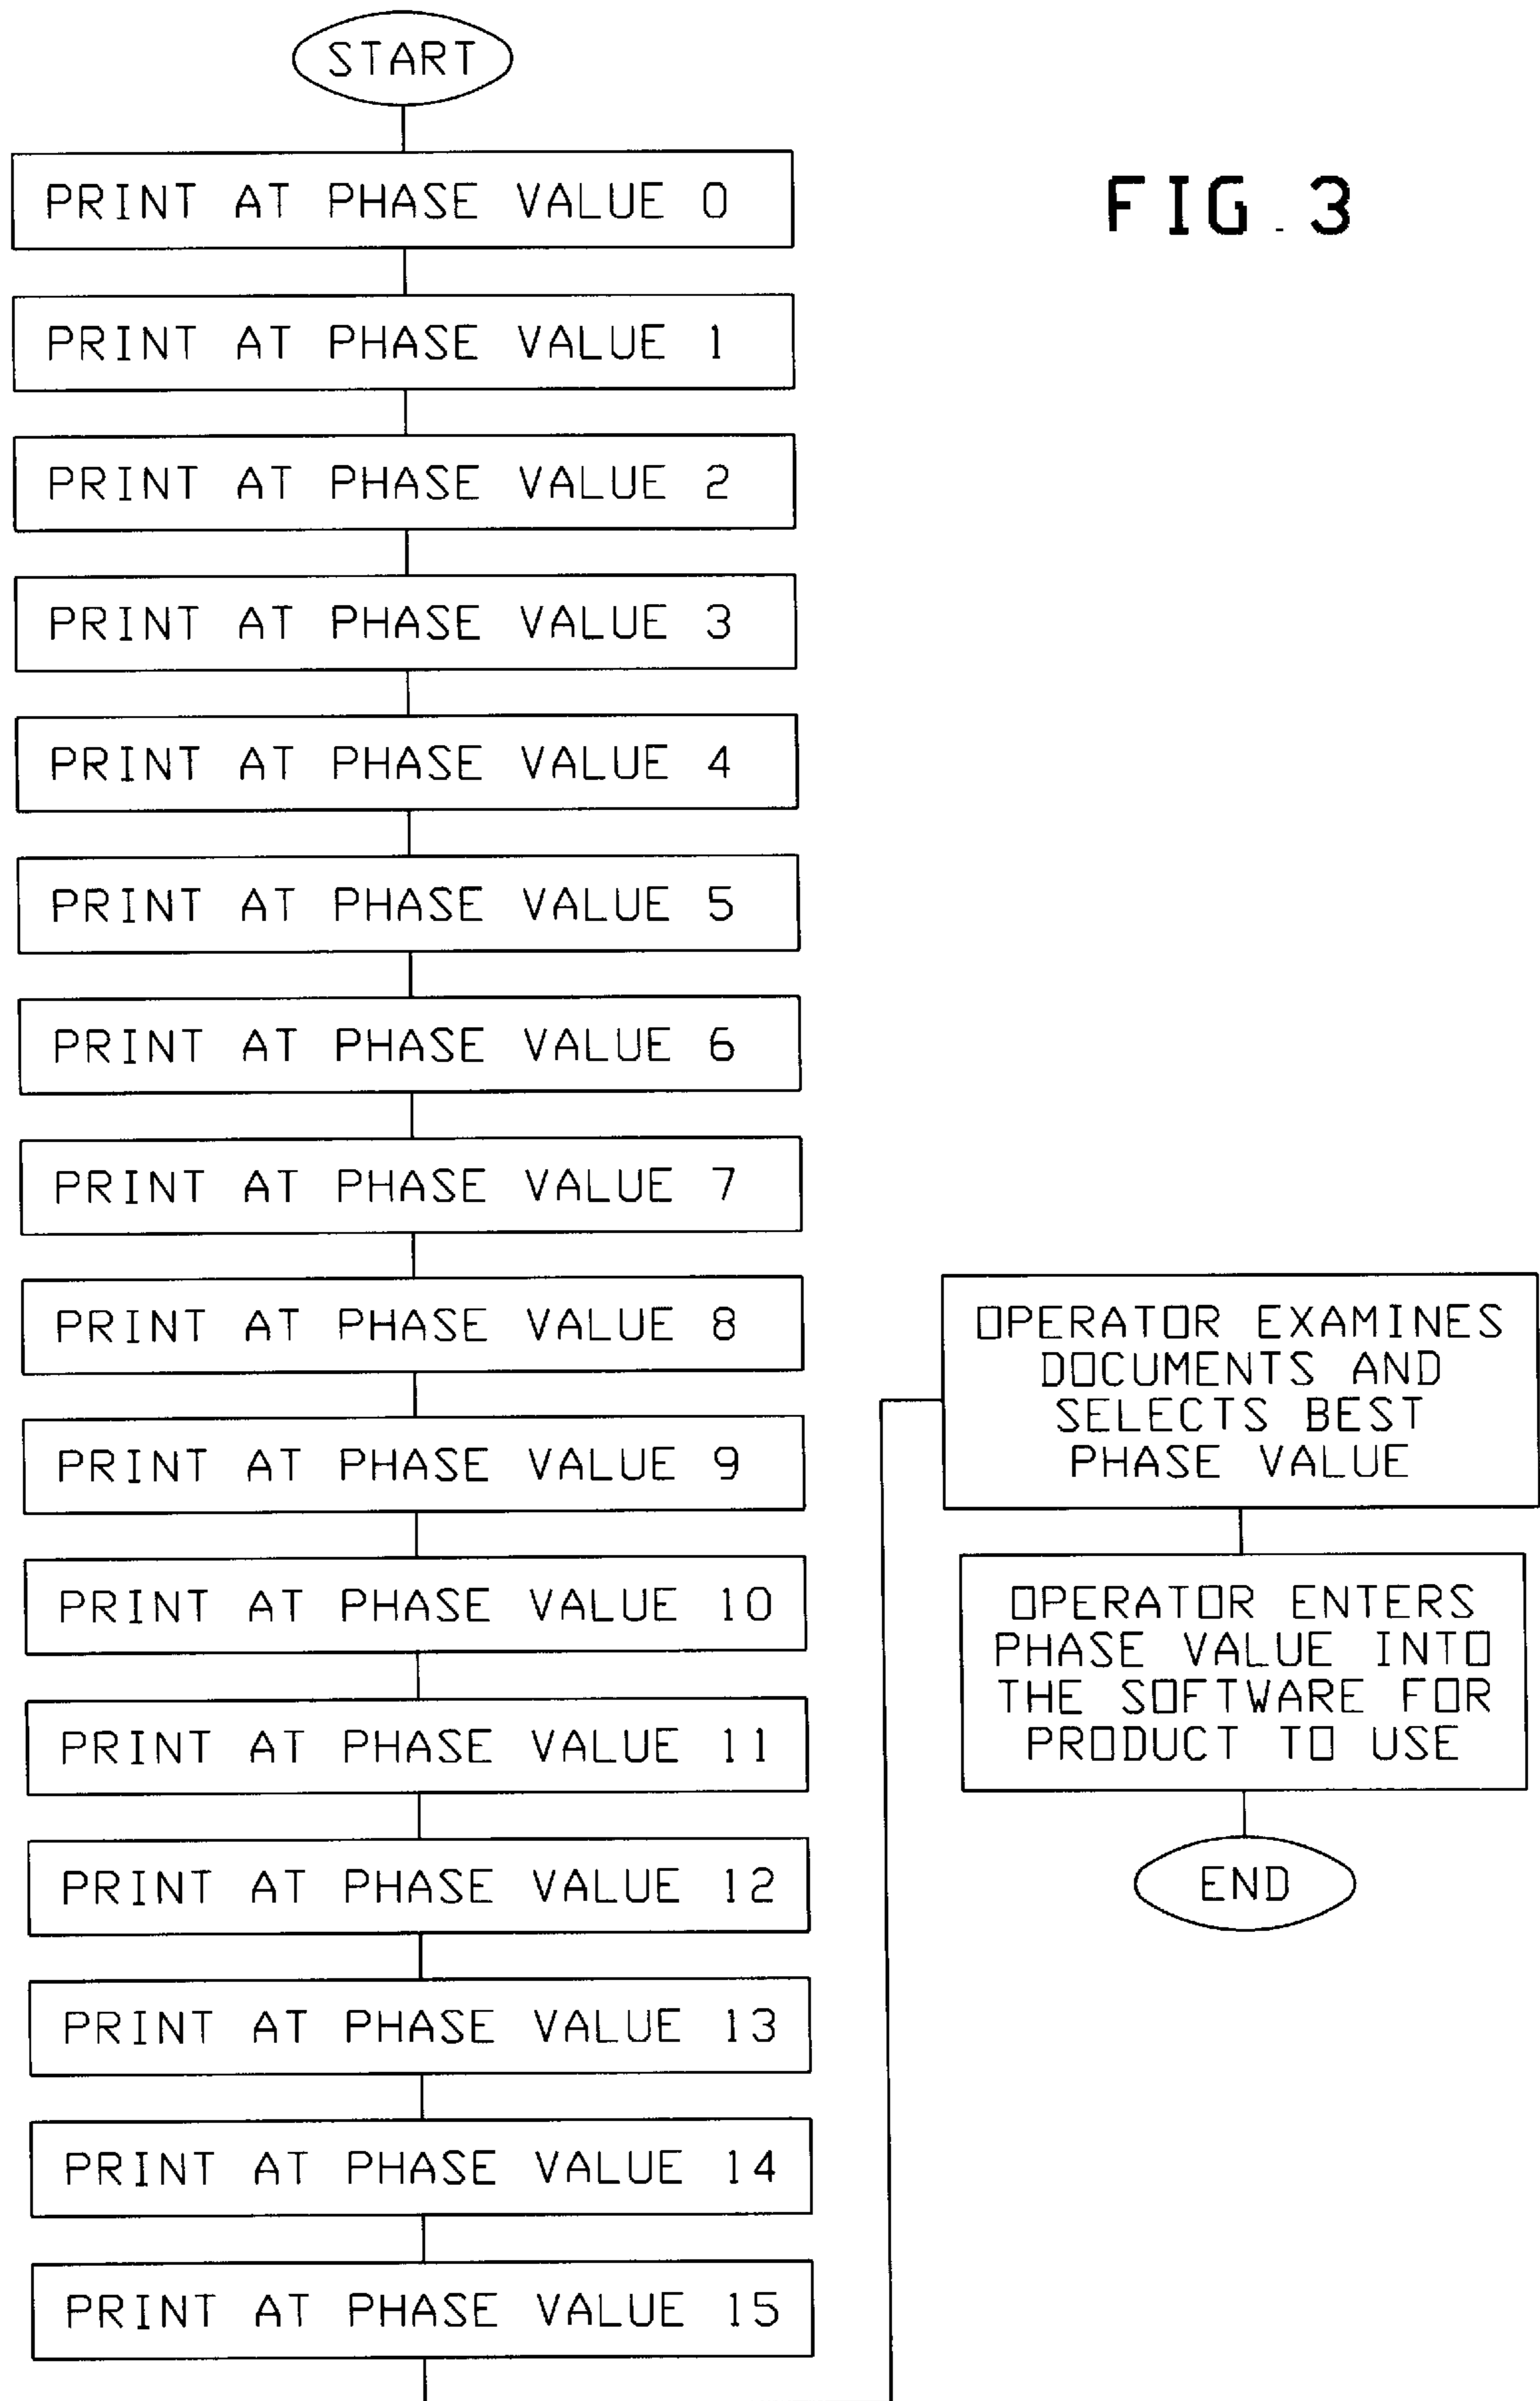 START
FIG. 3
PRINT AT PHASE VALUE 0
PRINT AT PHASE VALUE 1
PRINT AT PHASE VALUE 2
PRINT AT PHASE VALUE 3
PRINT AT PHASE VALUE 4
PRINT AT PHASE VALUE 5
PRINT AT PHASE VALUE 6
PRINT AT PHASE VALUE 7
PRINT AT PHASE VALUE 8
PRINT AT PHASE VALUE 9
PRINT AT PHASE VALUE 10
PRINT AT PHASE VALUE 11
PRINT AT PHASE VALUE 12
PRINT AT PHASE VALUE 13
PRINT AT PHASE VALUE 14
PRINT AT PHASE VALUE 15
OPERATOR EXAMINES
DOCUMENTS AND
SELECTS BEST
PHASE VALUE
OPERATOR ENTERS
PHASE VALUE INTO
THE SOFTWARE FOR
PRODUCT TO USE
END